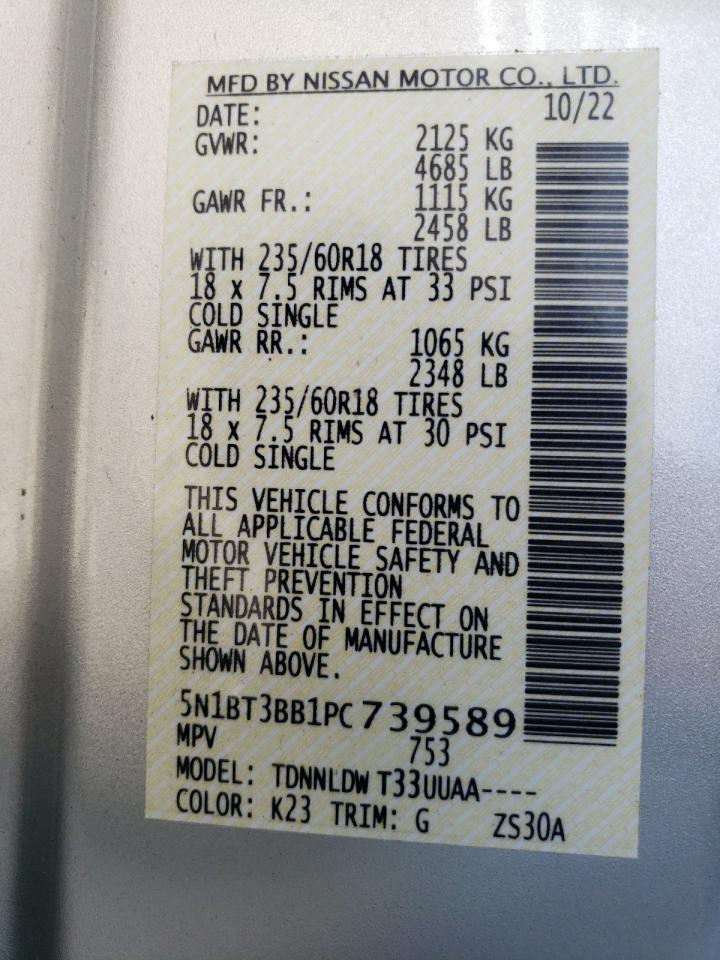 MFD BY NISSAN MOTOR CO., LTD.
DATE: 10/22
GVWR: 2125 KG
4685 LB
GAWR FR.: 1115 KG
2458 LB
WITH 235/60R18 TIRES
18 x 7.5 RIMS AT 33 PSI
COLD SINGLE
GAWR RR.: 1065 KG
2348 LB
WITH 235/60R18 TIRES
18 x 7.5 RIMS AT 30 PSI
COLD SINGLE
THIS VEHICLE CONFORMS TO
ALL APPLICABLE FEDERAL
MOTOR VEHICLE SAFETY AND
THEFT PREVENTION
STANDARDS IN EFFECT ON
THE DATE OF MANUFACTURE
SHOWN ABOVE.
5N1BT3BB1PC739589
MPV 753
MODEL: TDNNLDW T33UUAA----
COLOR: K23 TRIM: G ZS30A